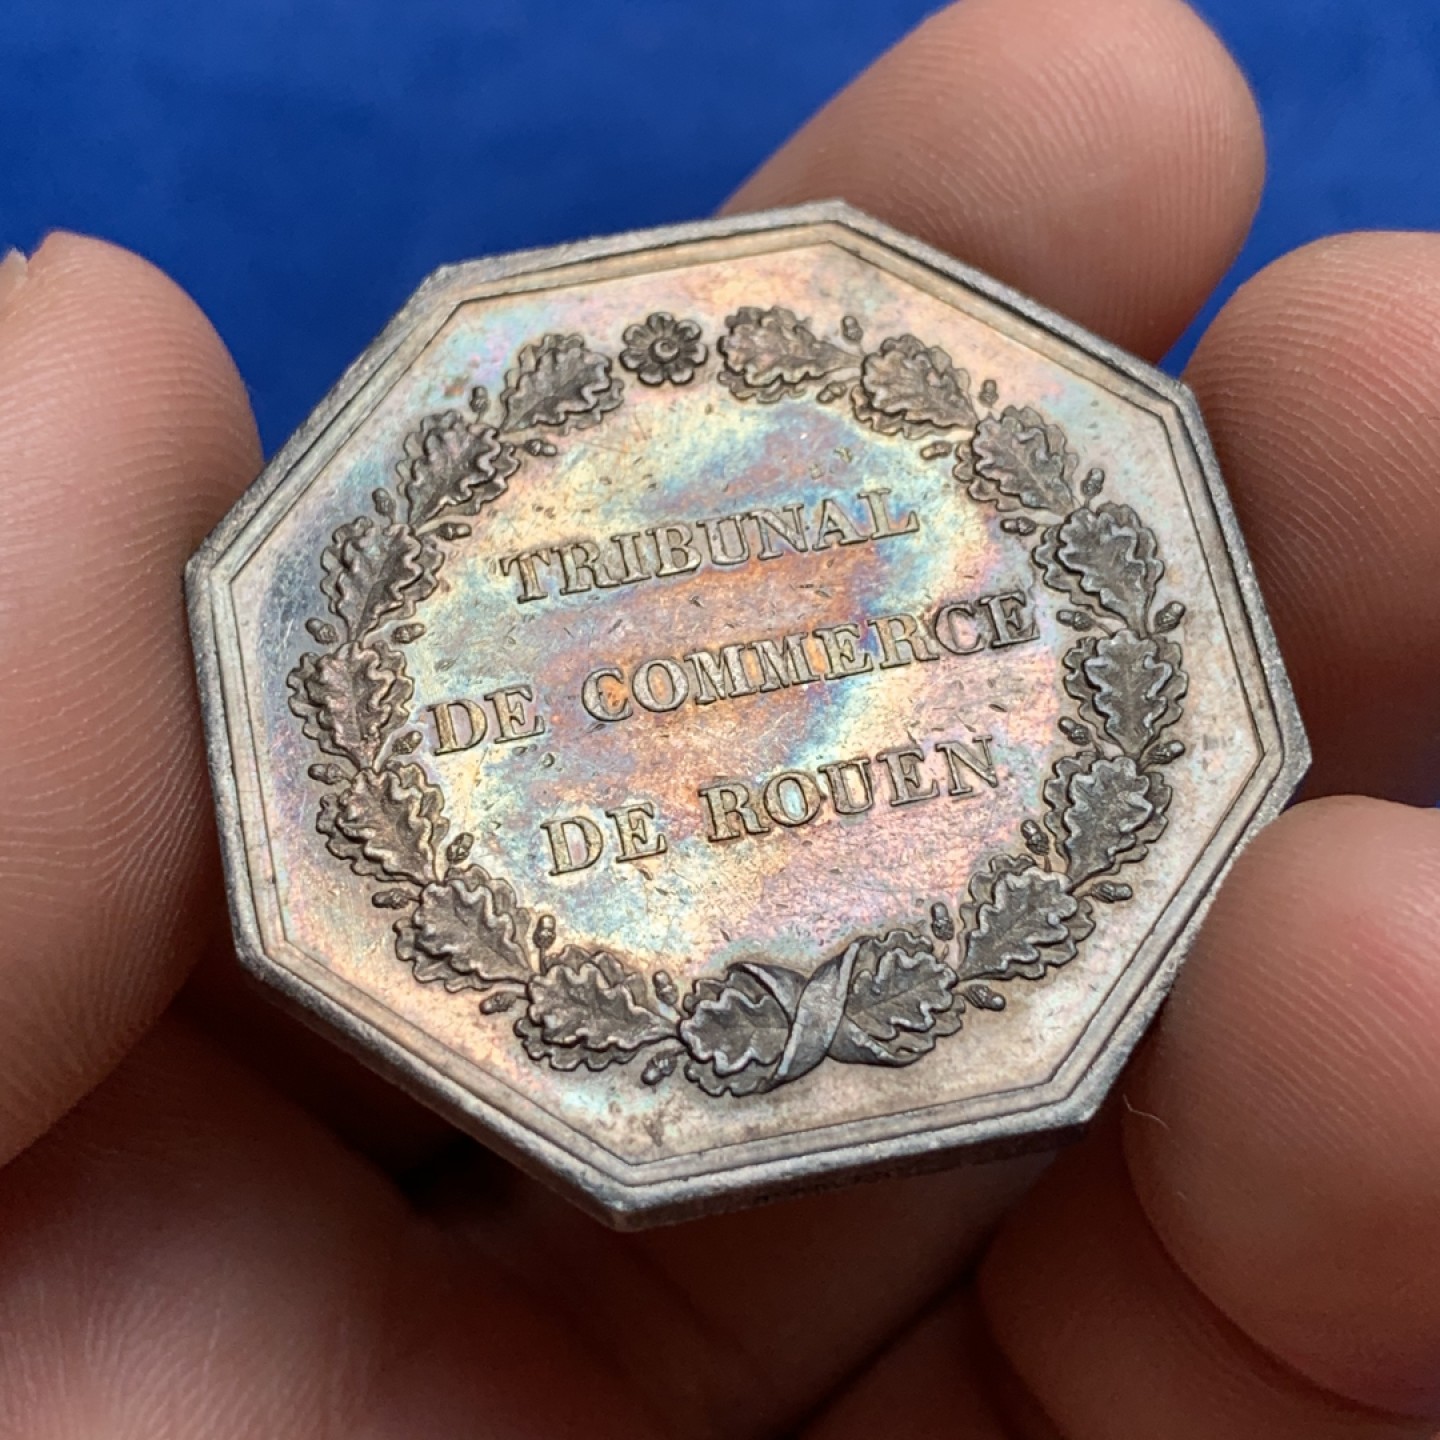 TRIBUNAL
DE COMMERCE
DE ROUEN